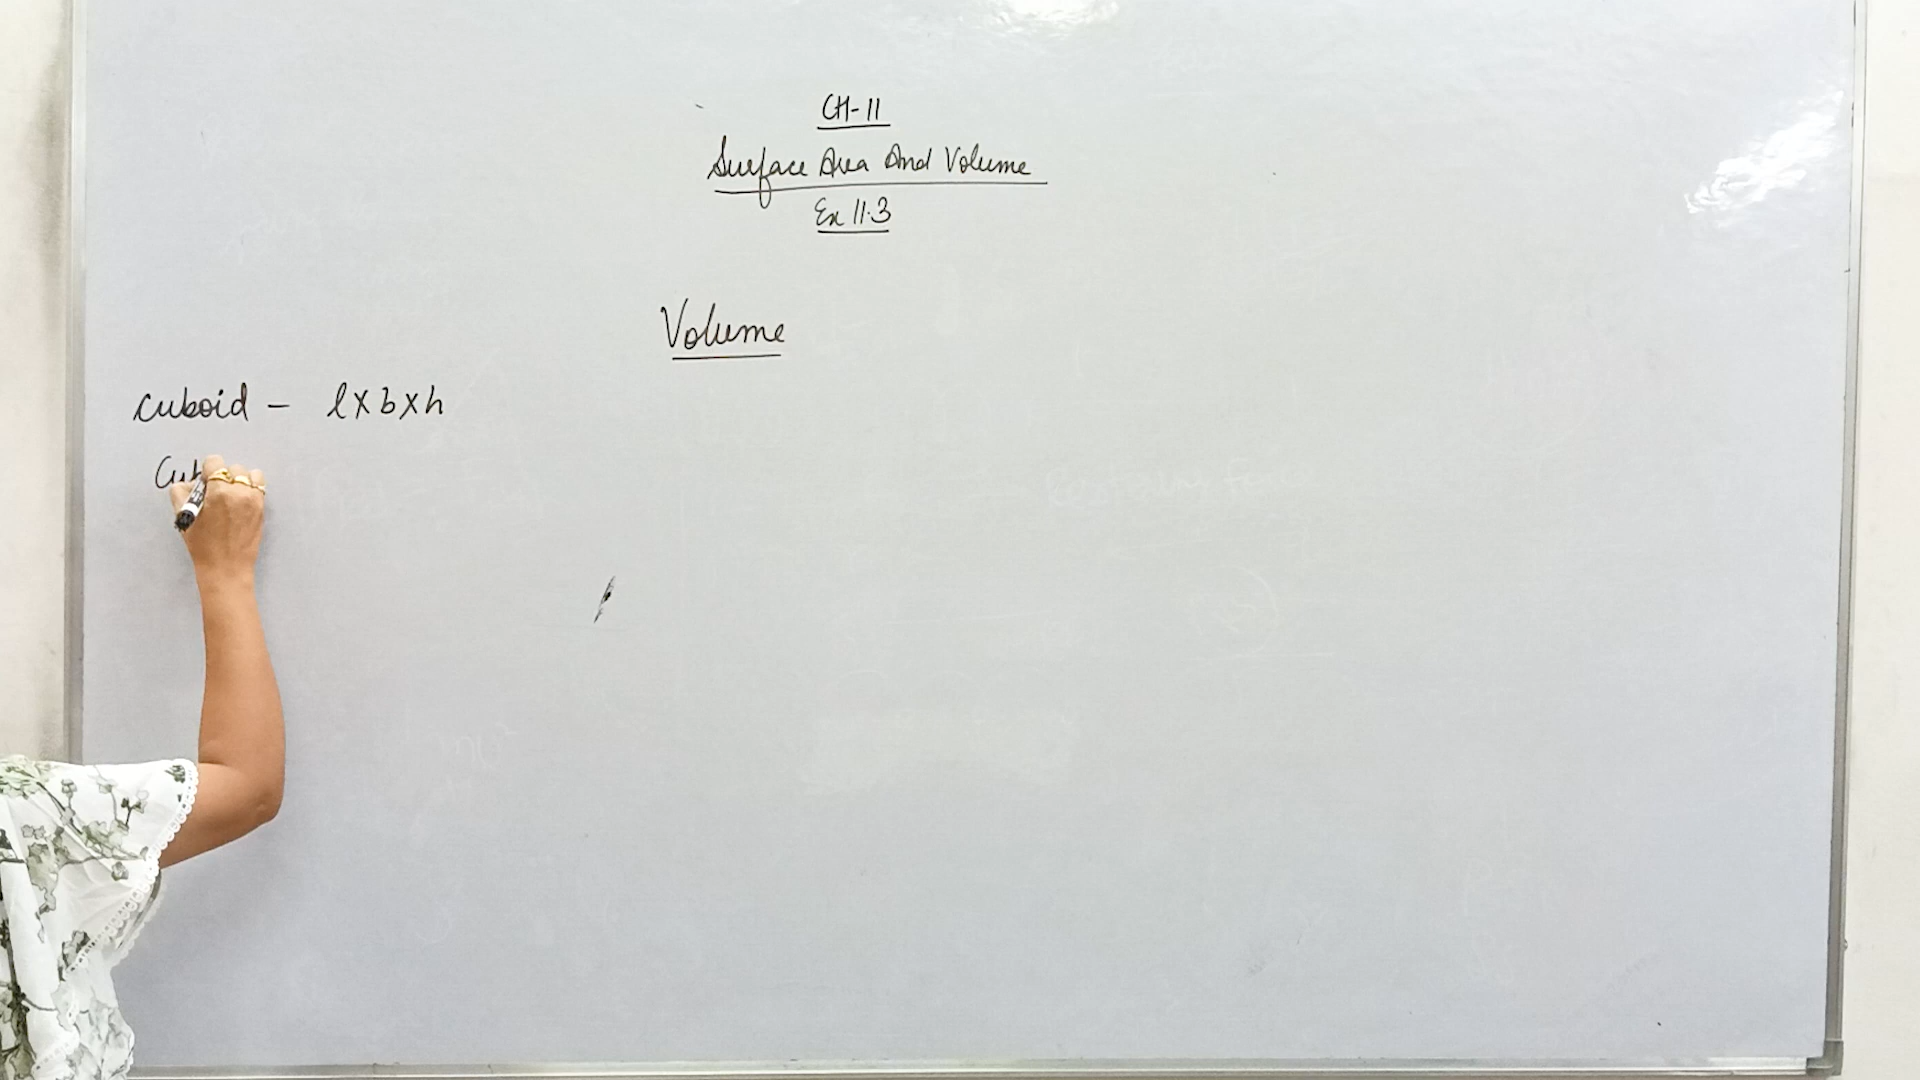 CH-11
Surface Area And Volume
Ex 11.3
Volume
cuboid - l x b x h